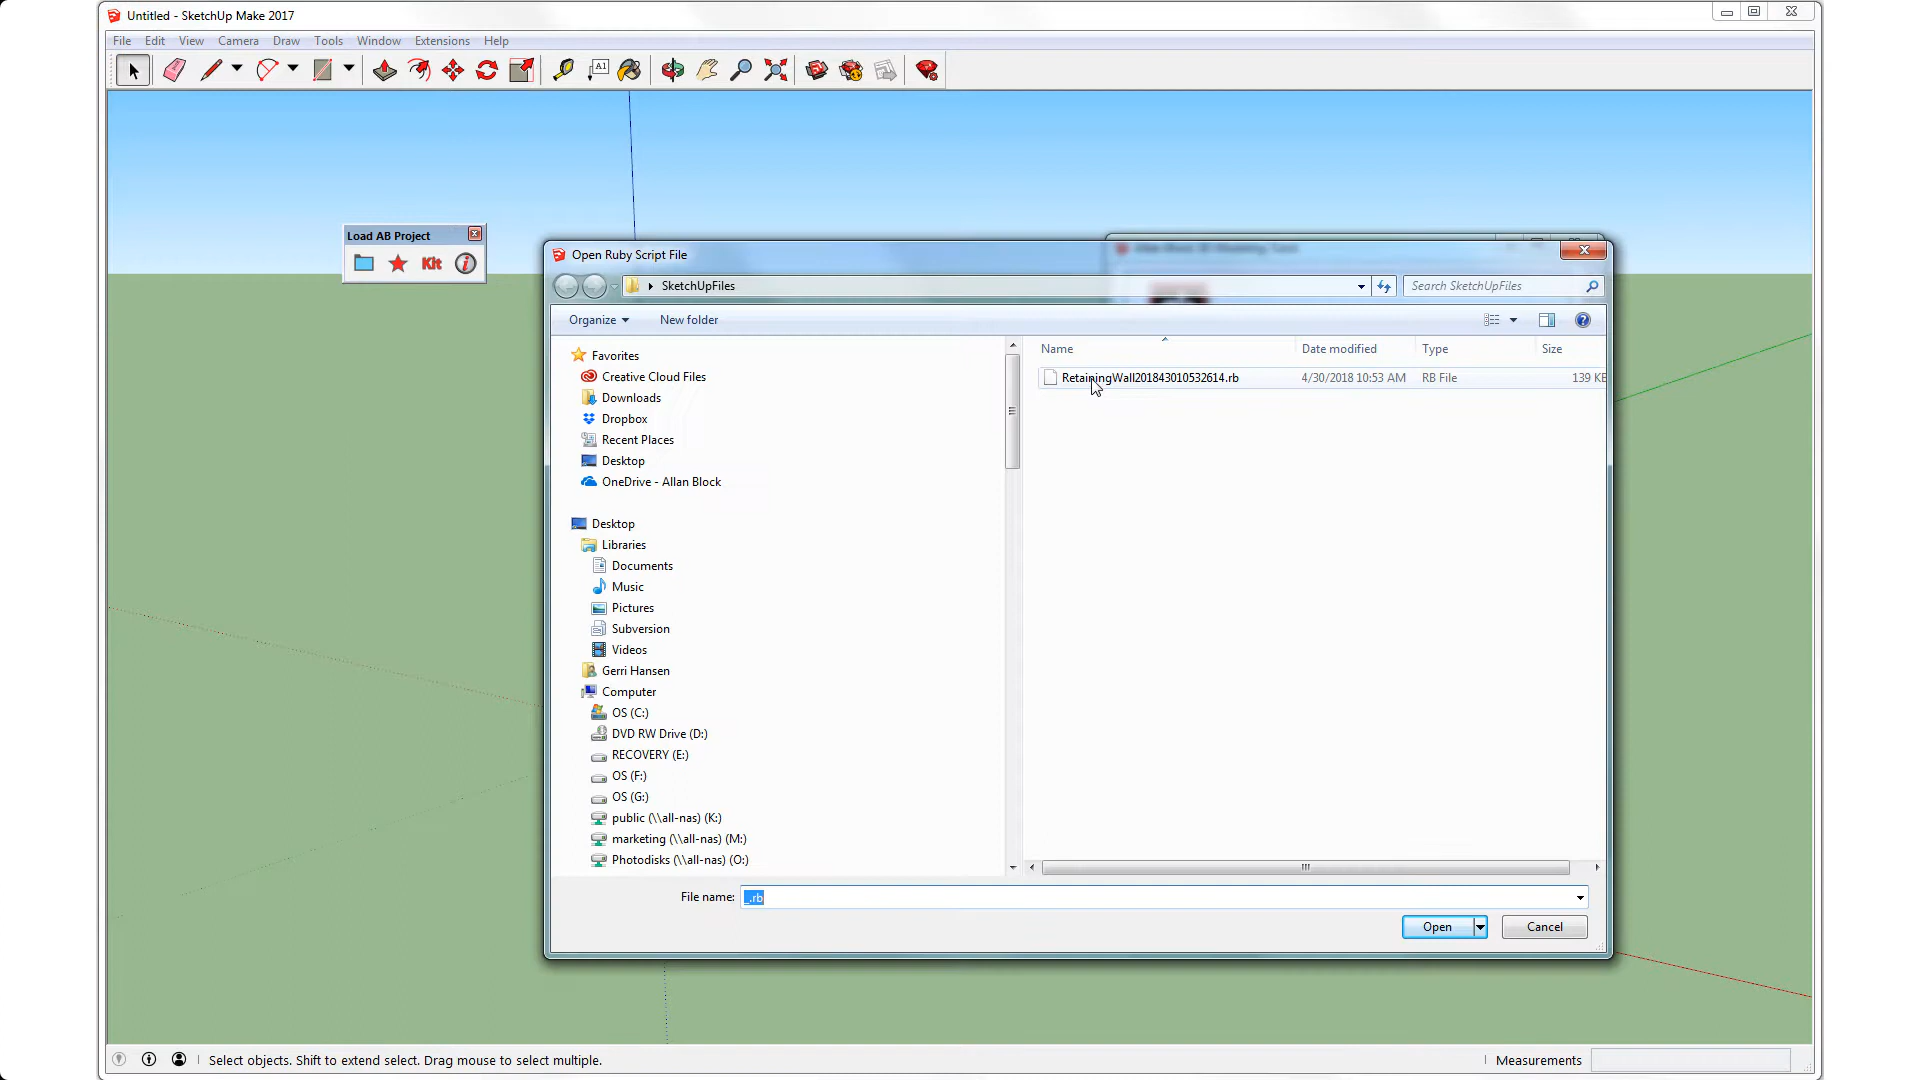 Untitled - SketchUp Make 2017
File Edit View Camera Draw Tools Window Extensions Help
A1
Load AB Project
Kit
Open Ruby Script File
SketchUpFiles
Search SketchUpFiles
Organize
New folder
Name
Date modified
Type
Size
RetainingWall201843010532614.rb
4/30/2018 10:53 AM
RB File
139 KB
Favorites
Creative Cloud Files
Downloads
Dropbox
Recent Places
Desktop
OneDrive - Allan Block
Desktop
Libraries
Documents
Music
Pictures
Subversion
Videos
Gerri Hansen
Computer
OS (C:)
DVD RW Drive (D:)
RECOVERY (E:)
OS (F:)
OS (G:)
public (\\all-nas) (K:)
marketing (\\all-nas) (M:)
Photodisks (\\all-nas) (O:)
File name: _.rb
Open
Cancel
Select objects. Shift to extend select. Drag mouse to select multiple.
Measurements